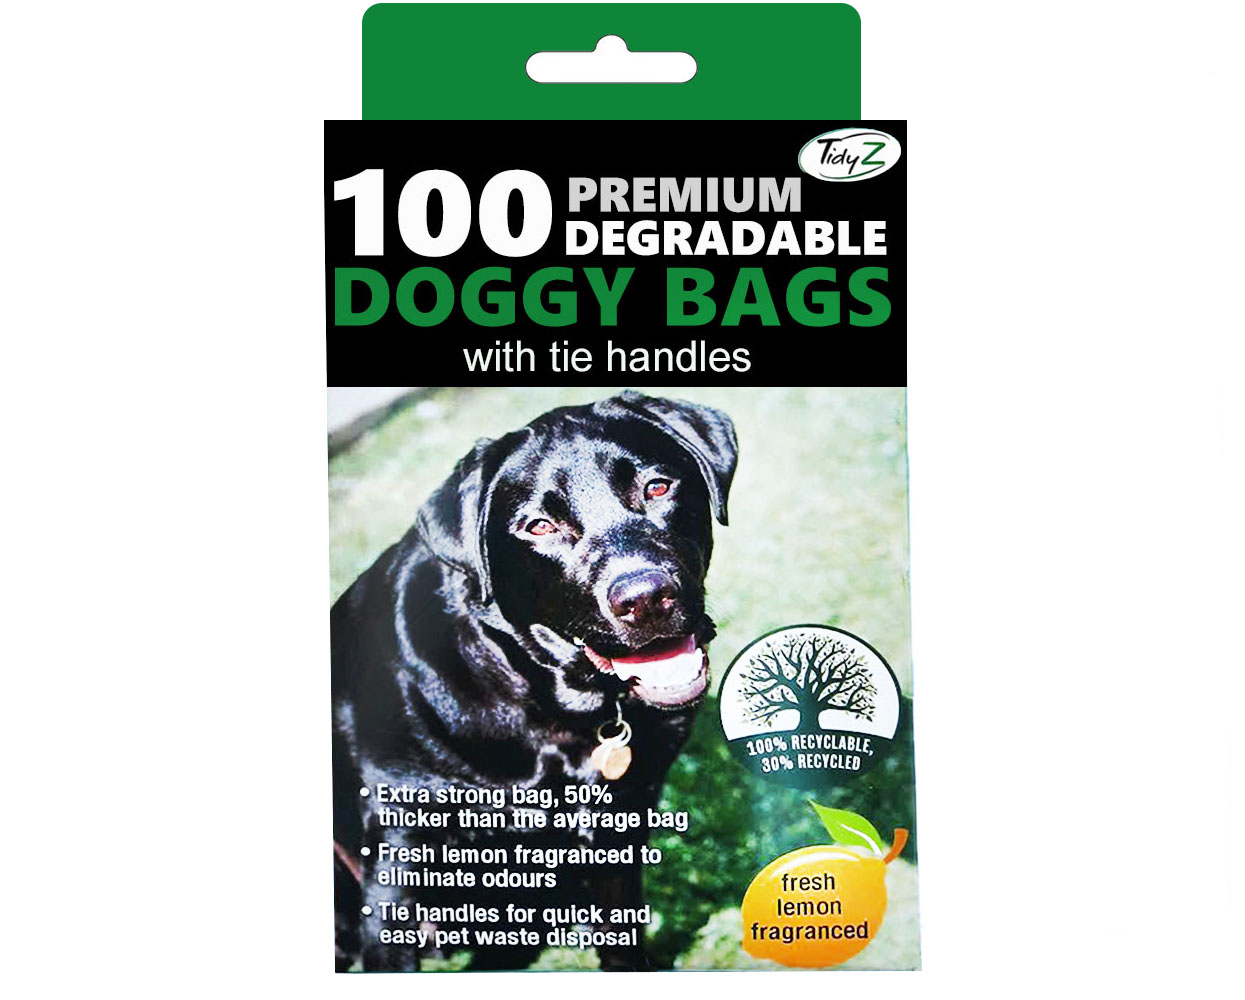 TidyZ
100 PREMIUM
DEGRADABLE
DOGGY BAGS
with tie handles
100% RECYCLABLE,
30% RECYCLED
• Extra strong bag, 50%
thicker than the average bag
• Fresh lemon fragranced to
eliminate odours
• Tie handles for quick and
easy pet waste disposal
fresh
lemon
fragranced